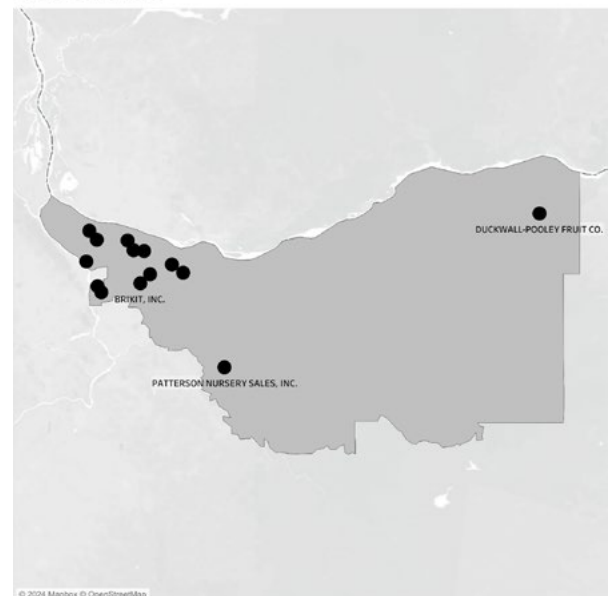 DUCKWALL-POOLEY FRUIT CO.
BRIKIT, INC.
PATTERSON NURSERY SALES, INC.
© 2024 Mapbox © OpenStreetMap